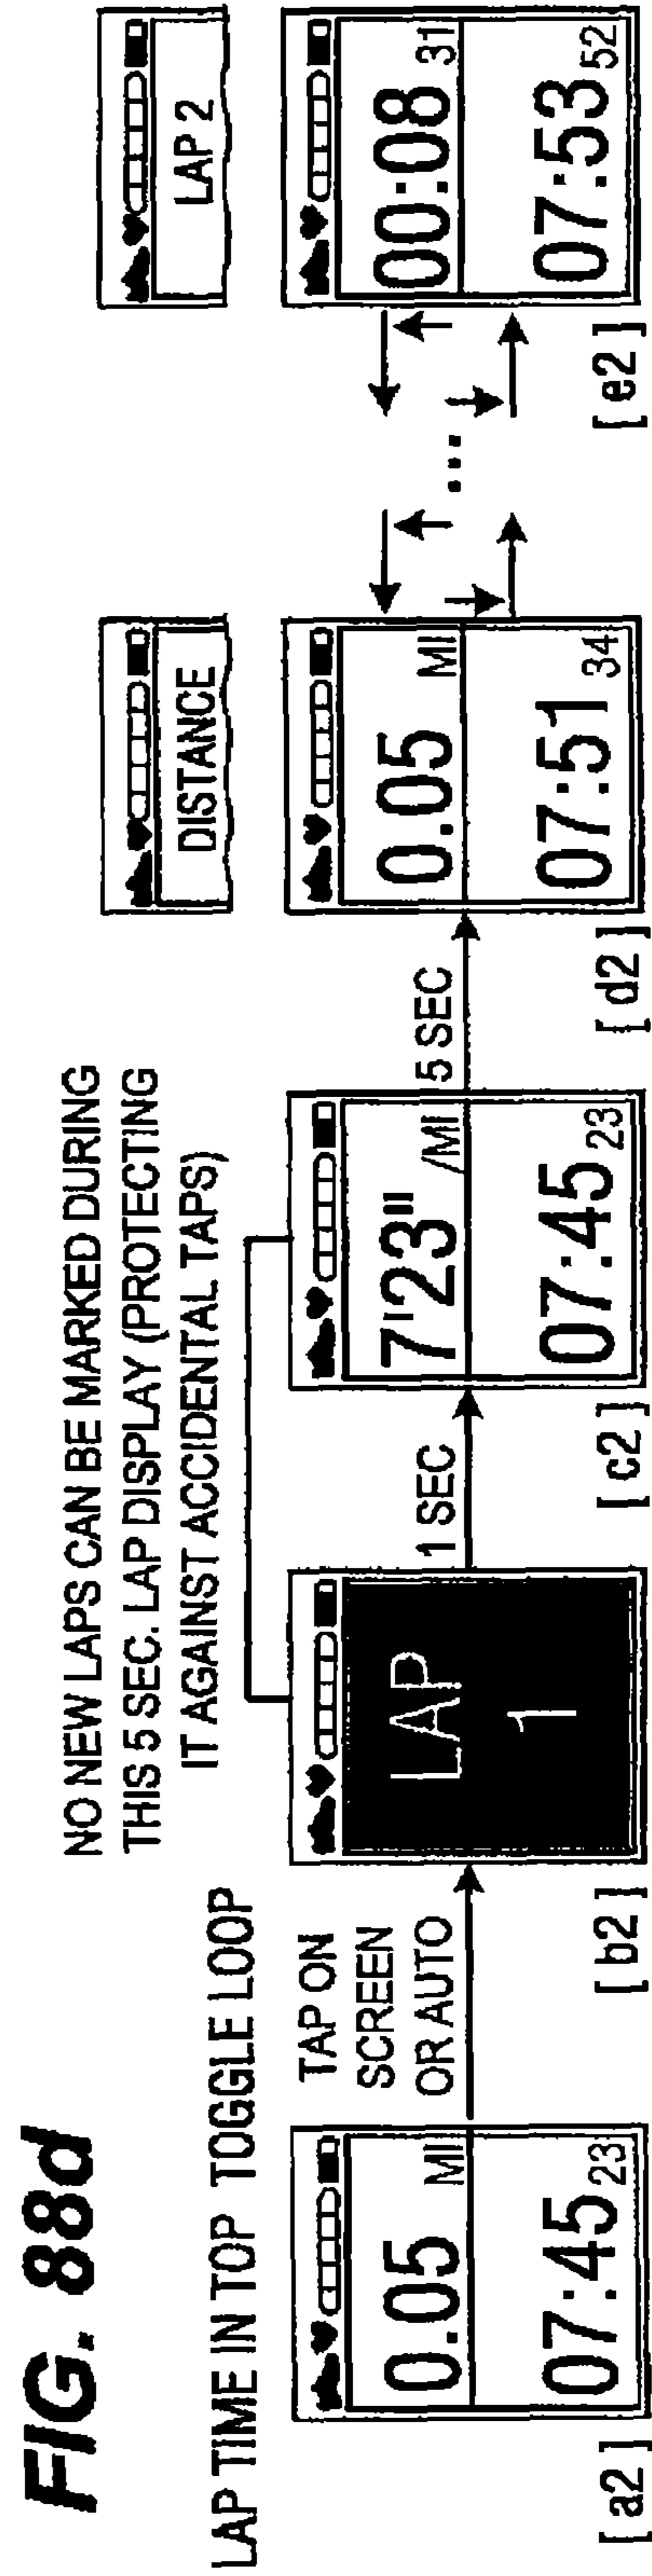 FIG. 88d
LAP TIME IN TOP TOGGLE LOOP
NO NEW LAPS CAN BE MARKED DURING
THIS 5 SEC. LAP DISPLAY (PROTECTING
IT AGAINST ACCIDENTAL TAPS)
0.05 MI
07:45 23
[a2]
TAP ON
SCREEN
OR AUTO
LAP
1
[b2]
1 SEC
7'23" /MI
07:45 23
[c2]
5 SEC
DISTANCE
0.05 MI
07:51 34
[d2]
...
LAP 2
00:08 31
07:53 52
[e2]